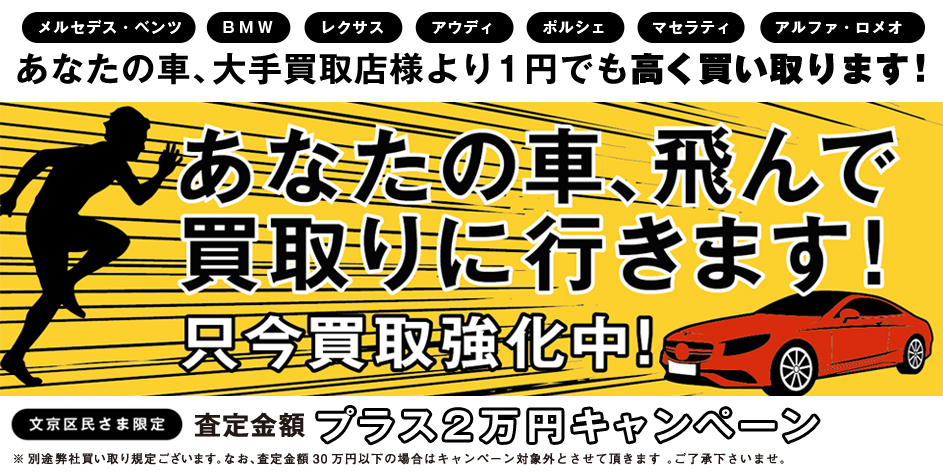 メルセデス・ベンツ ＢＭＷ レクサス アウディ ポルシェ マセラティ アルファ・ロメオ
あなたの車、大手買取店様より１円でも高く買い取ります！
あなたの車、飛んで
買取りに行きます！
只今買取強化中！
文京区民さま限定 査定金額 プラス２万円キャンペーン
※ 別途弊社買い取り規定ございます。なお、査定金額 30 万円以下の場合はキャンペーン対象外とさせて頂きます 。ご了承下さいませ。